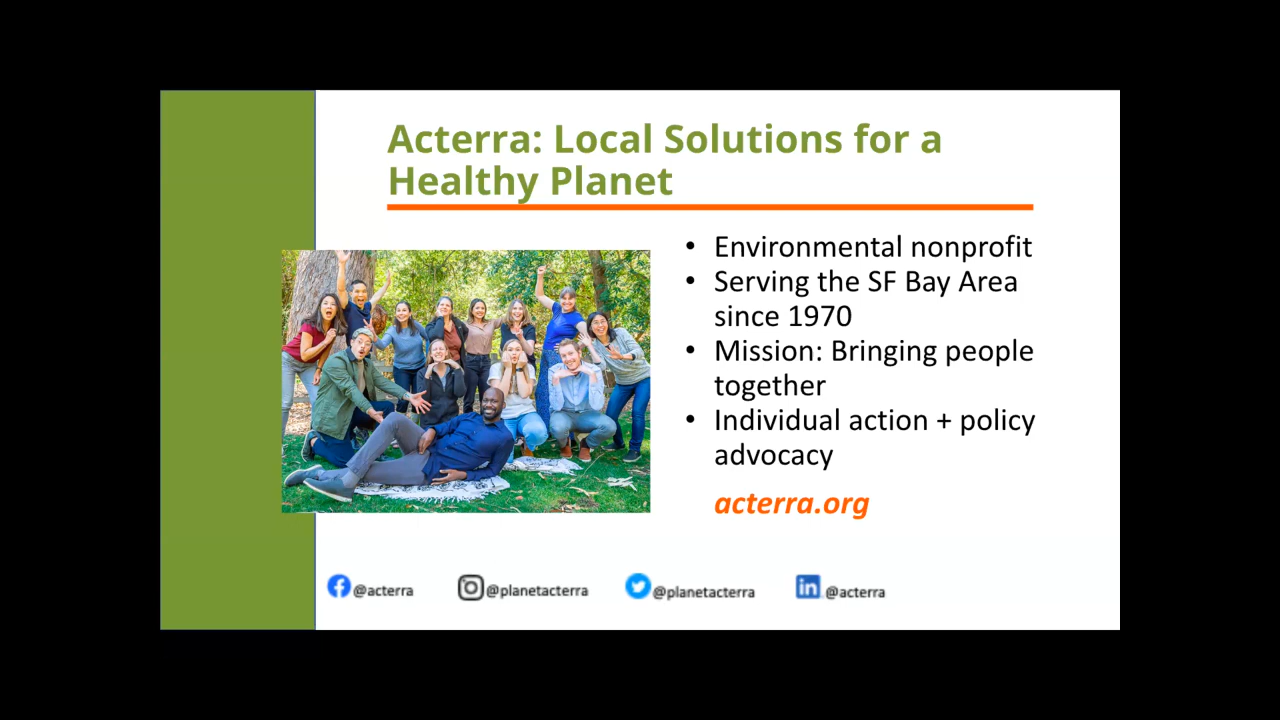 Acterra: Local Solutions for a
Healthy Planet
• Environmental nonprofit
• Serving the SF Bay Area
since 1970
• Mission: Bringing people
together
• Individual action + policy
advocacy
acterra.org
@acterra @planetacterra @planetacterra @acterra